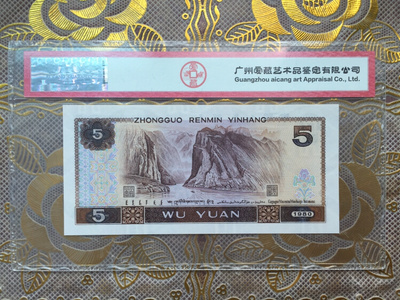 广州爱藏艺术品鉴定有限公司
Guangzhou aicang art Appraisal Co., Ltd.
ZHONGGUO RENMIN YINHANG
5
5
5
WU YUAN
1980